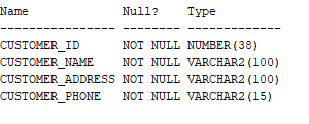 Name Null? Type
---------------- -------- -------------
CUSTOMER_ID NOT NULL NUMBER(38)
CUSTOMER_NAME NOT NULL VARCHAR2(100)
CUSTOMER_ADDRESS NOT NULL VARCHAR2(100)
CUSTOMER_PHONE NOT NULL VARCHAR2(15)